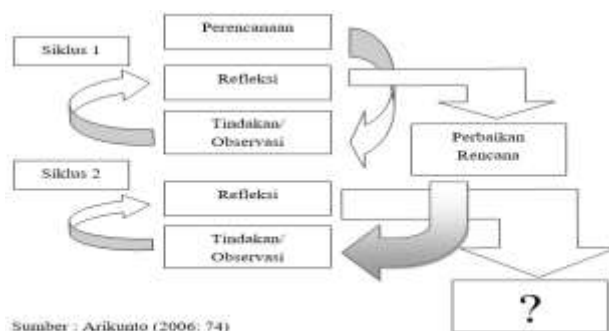 Perencanaan
Siklus 1
Refleksi
Tindakan/
Observasi
Perbaikan
Rencana
Siklus 2
Refleksi
Tindakan/
Observasi
?
Sumber : Arikunto (2006: 74)